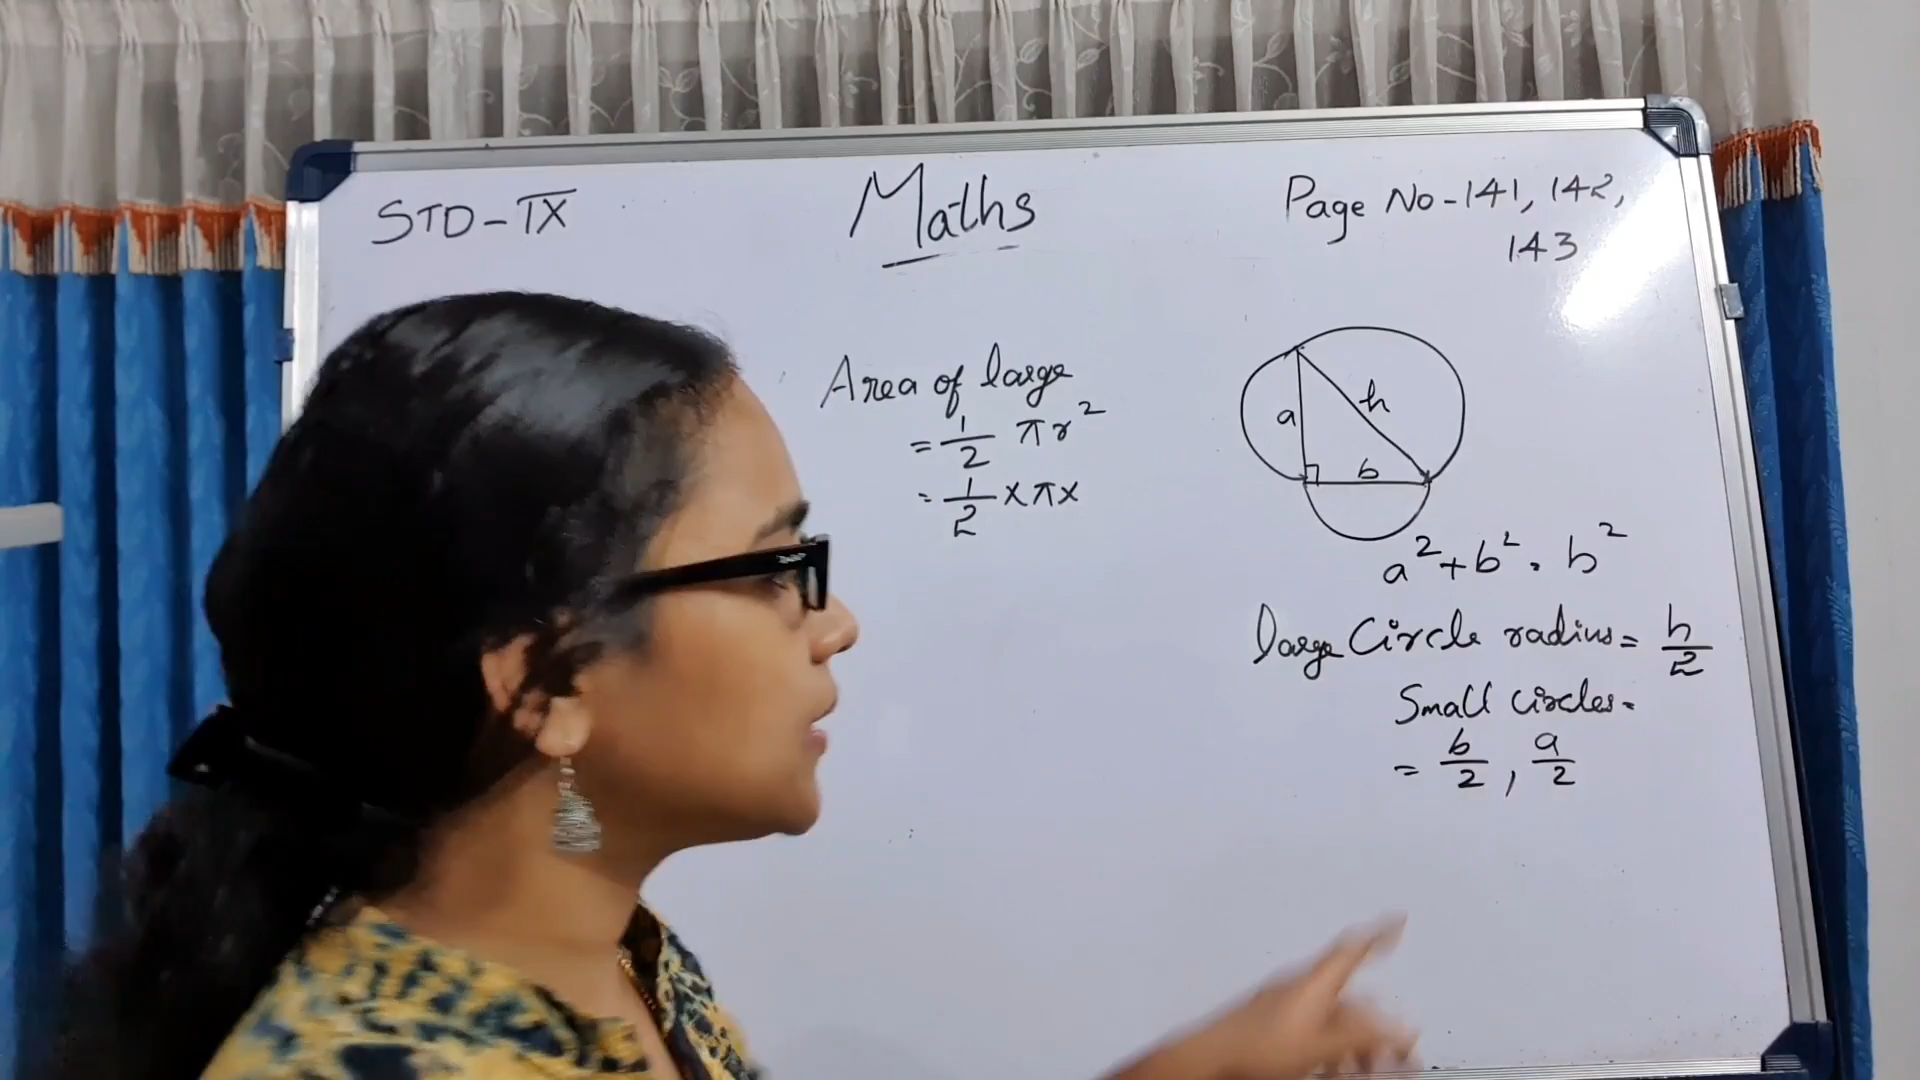 STD - IX
Maths
Page No - 141, 142,
143
Area of large
= 1/2 πr²
= 1/2 × π ×
a
h
b
a² + b² = h²
large Circle radius = h/2
Small circles =
= b/2 , a/2